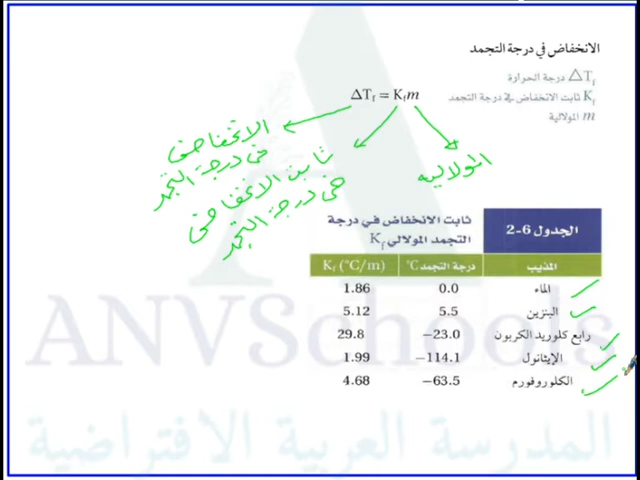 الانخفاض في درجة التجمد
ΔTf درجة الحرارة
Kf ثابت الانخفاض في درجة التجمد
m المولالية
ΔTf = Kfm
الانخفاض
في درجة التجمد
ثابت الانخفاض
في درجة التجمد
المولاليه
الجدول 6-2
ثابت الانخفاض في درجة
التجمد المولالي Kf
المذيب درجة التجمد °C Kf (°C/m)
الماء 0.0 1.86
البنزين 5.5 5.12
رابع كلوريد الكربون −23.0 29.8
الإيثانول −114.1 1.99
الكلوروفورم −63.5 4.68
ANVSchools
المدرسة العربية الافتراضية